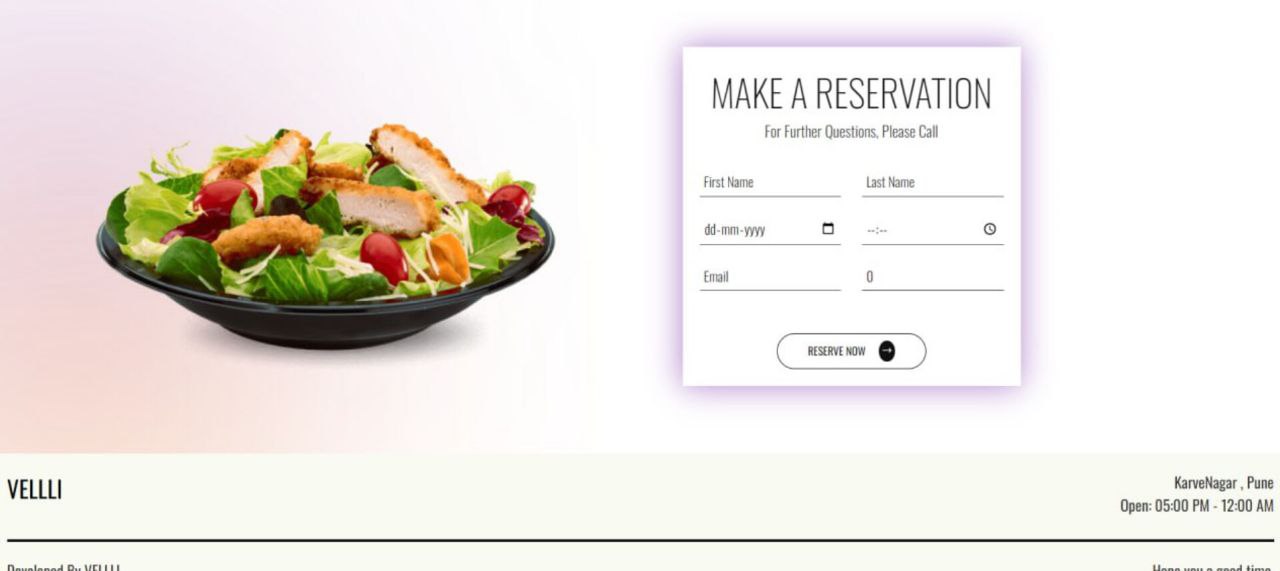 MAKE A RESERVATION
For Further Questions, Please Call
First Name Last Name
dd-mm-yyyy --:--
Email 0
RESERVE NOW
VELLLI
KarveNagar , Pune
Open: 05:00 PM - 12:00 AM
Developed By VELLLI
Hope you a good time.